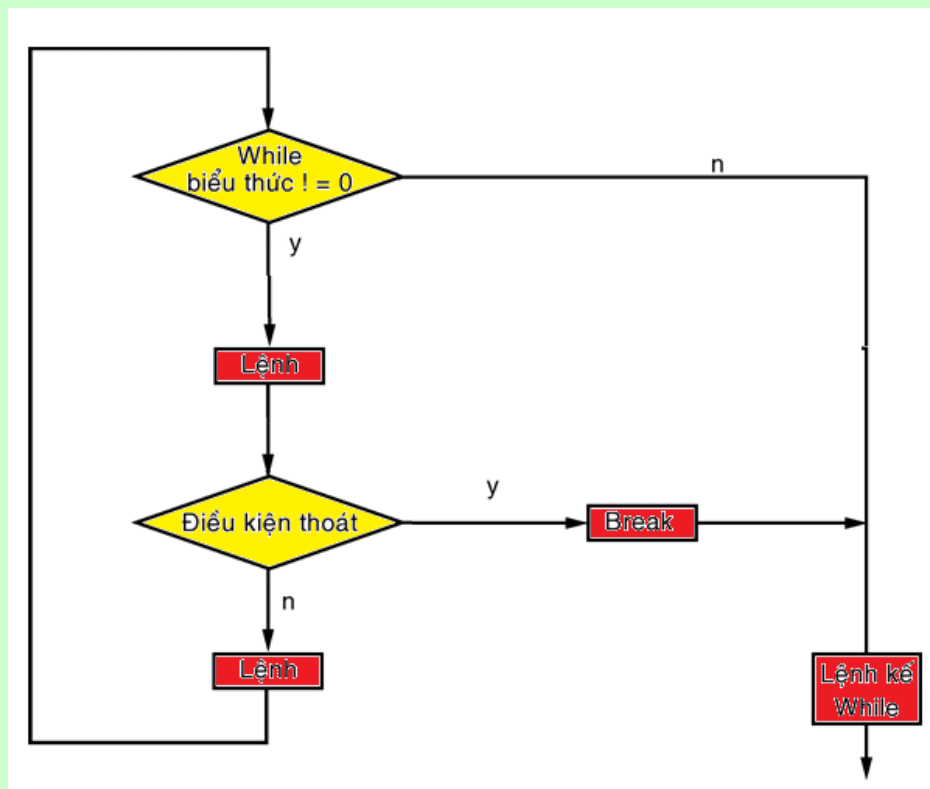 While
biểu thức ! = 0
n
y
Lệnh
Điều kiện thoát
y
Break
n
Lệnh
Lệnh kế
While